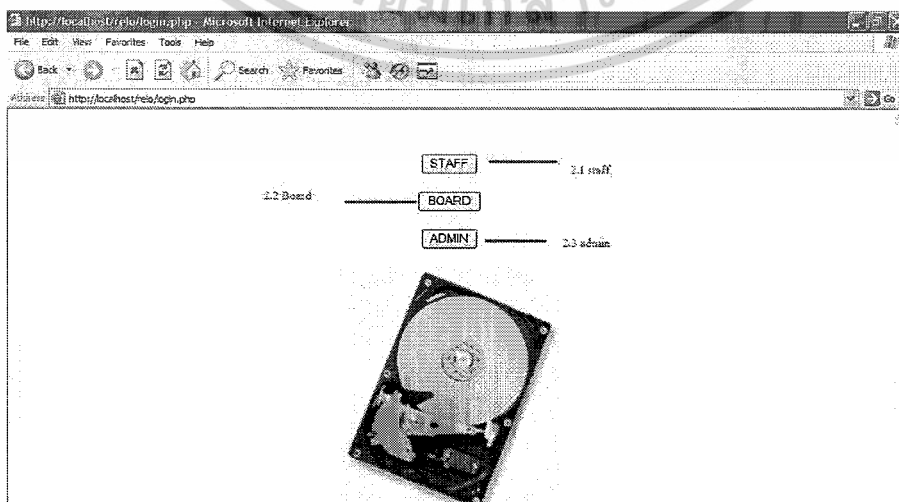 http://localhost/relo/login.php - Microsoft Internet Explorer
File Edit View Favorites Tools Help
Back Search Favorites
Address http://localhost/relo/login.php Go
STAFF 2.1 staff
2.2 Board BOARD
ADMIN 2.3 admin